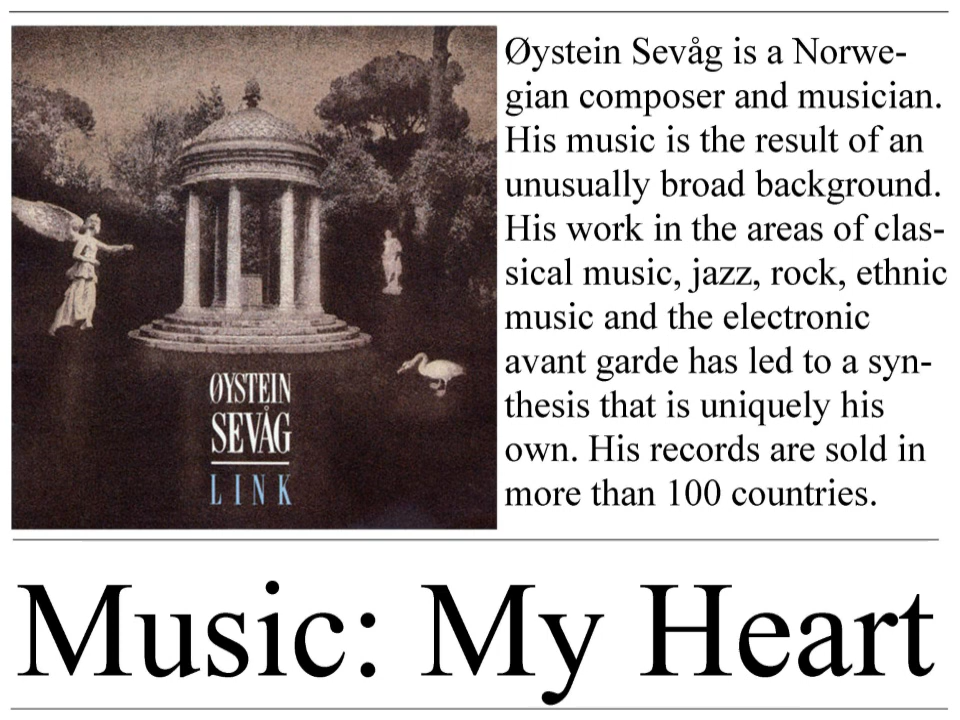 ØYSTEIN
SEVÅG
LINK
Øystein Sevåg is a Norwe-
gian composer and musician.
His music is the result of an
unusually broad background.
His work in the areas of clas-
sical music, jazz, rock, ethnic
music and the electronic
avant garde has led to a syn-
thesis that is uniquely his
own. His records are sold in
more than 100 countries.
Music: My Heart